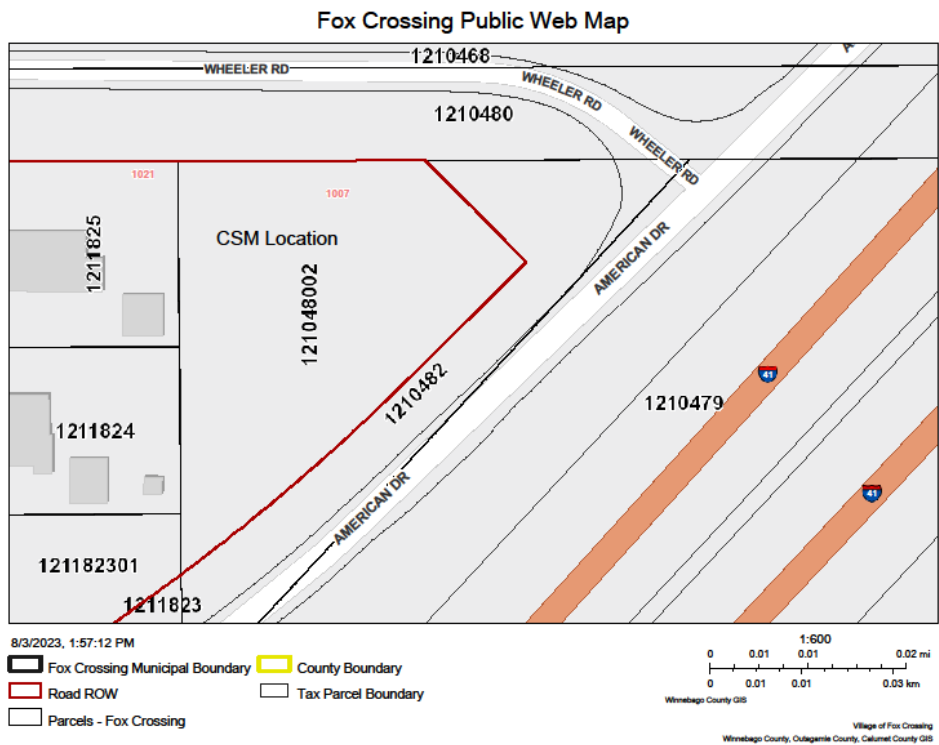 Fox Crossing Public Web Map
1210468
WHEELER RD
WHEELER RD
1210480
WHEELER RD
1021
1007
1211825
CSM Location
AMERICAN DR
121048002
1210482
41
1210479
1211824
AMERICAN DR
41
121182301
1211823
8/3/2023, 1:57:12 PM
Fox Crossing Municipal Boundary
County Boundary
Road ROW
Tax Parcel Boundary
Parcels - Fox Crossing
1:600
0 0.01 0.01 0.02 mi
0 0.01 0.01 0.03 km
Winnebago County GIS
Village of Fox Crossing
Winnebago County, Outagamie County, Calumet County GIS